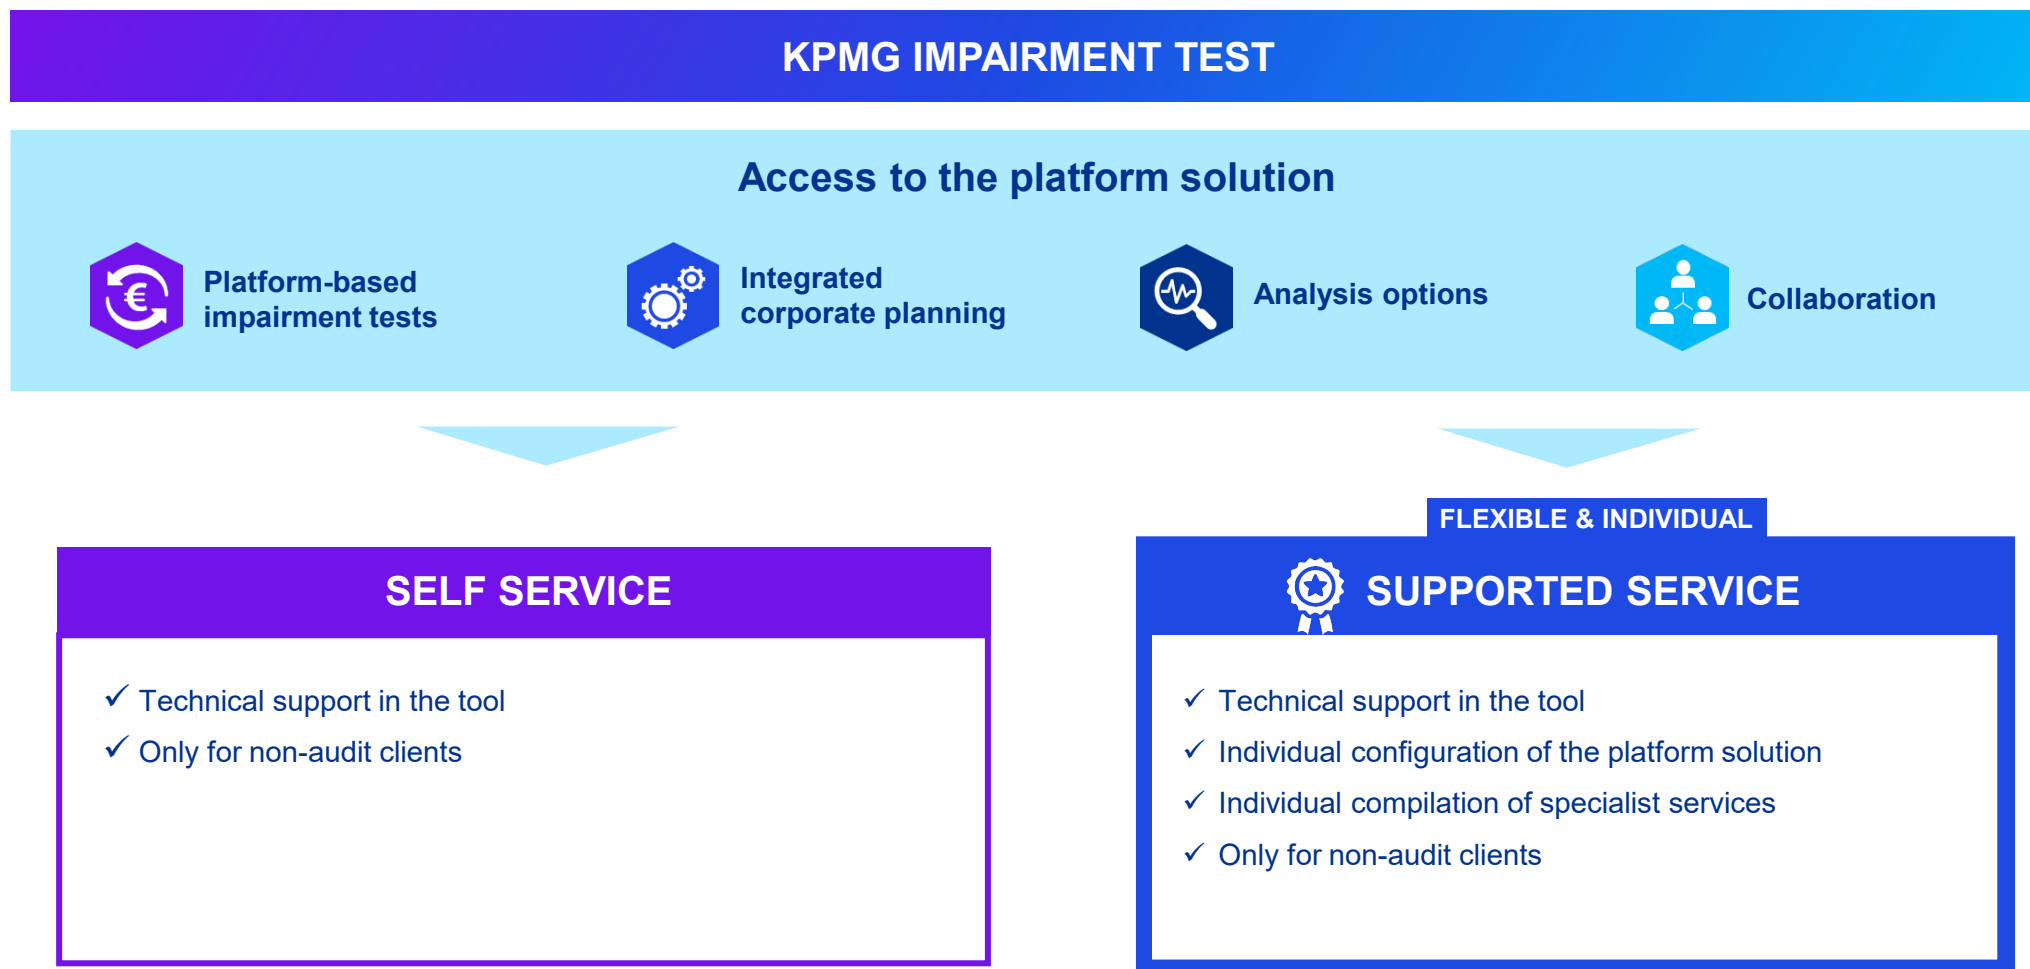 KPMG IMPAIRMENT TEST
Access to the platform solution
Platform-based
impairment tests
Integrated
corporate planning
Analysis options
Collaboration
SELF SERVICE
✓ Technical support in the tool
✓ Only for non-audit clients
FLEXIBLE & INDIVIDUAL
SUPPORTED SERVICE
✓ Technical support in the tool
✓ Individual configuration of the platform solution
✓ Individual compilation of specialist services
✓ Only for non-audit clients